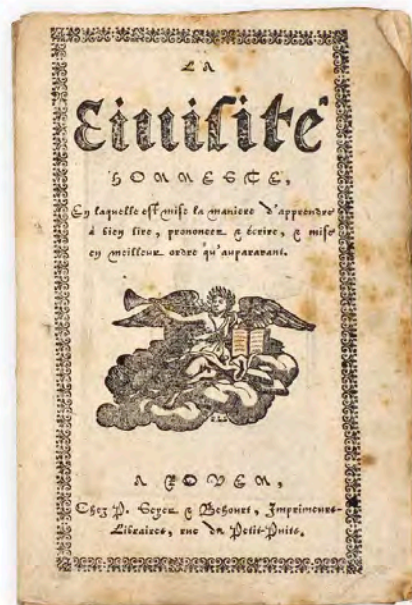 LA
Civilité
HONNESTE,
En laquelle est mise la maniere d'apprendre
à bien lire, prononcer & écrire, & mise
en meilleur ordre qu'auparavant.
A ROUEN,
Chez P. Seyer & Behourt, Imprimeurs-
Libraires, rue du Petit-Puits.